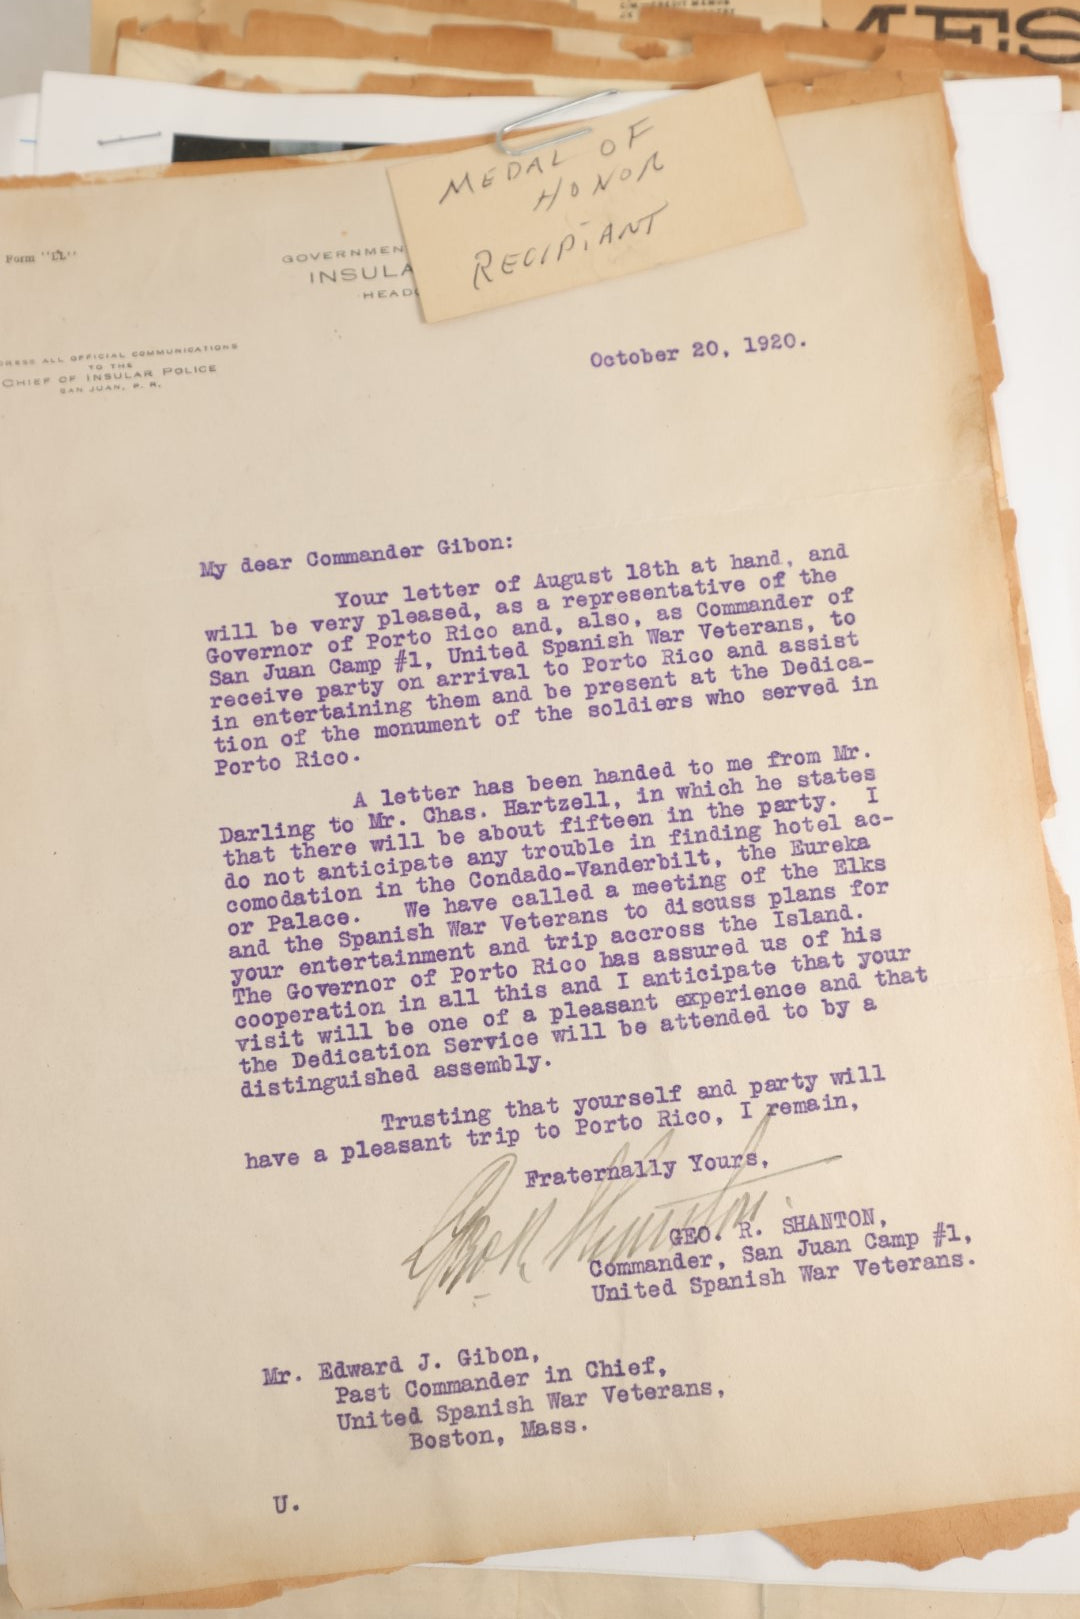 MES
MEDAL OF
HONOR
RECIPIANT
Form "LL"
GOVERNMEN
INSULA
HEADQ
DRESS ALL OFFICIAL COMMUNICATIONS
TO THE
CHIEF OF INSULAR POLICE
SAN JUAN, P. R.
October 20, 1920.
My dear Commander Gibon:
Your letter of August 18th at hand, and
will be very pleased, as a representative of the
Governor of Porto Rico and, also, as Commander of
San Juan Camp #1, United Spanish War Veterans, to
receive party on arrival to Porto Rico and assist
in entertaining them and be present at the Dedica-
tion of the monument of the soldiers who served in
Porto Rico.
A letter has been handed to me from Mr.
Darling to Mr. Chas. Hartzell, in which he states
that there will be about fifteen in the party. I
do not anticipate any trouble in finding hotel ac-
comodation in the Condado-Vanderbilt, the Eureka
or Palace. We have called a meeting of the Elks
and the Spanish War Veterans to discuss plans for
your entertainment and trip accross the Island.
The Governor of Porto Rico has assured us of his
cooperation in all this and I anticipate that your
visit will be one of a pleasant experience and that
the Dedication Service will be attended to by a
distinguished assembly.
Trusting that yourself and party will
have a pleasant trip to Porto Rico, I remain,
Fraternally Yours,
Geo R Shanton
GEO. R. SHANTON,
Commander, San Juan Camp #1,
United Spanish War Veterans.
Mr. Edward J. Gibon,
Past Commander in Chief,
United Spanish War Veterans,
Boston, Mass.
U.